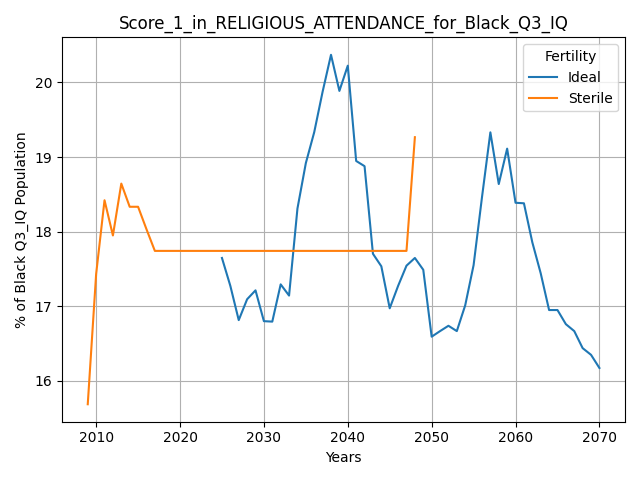 Score_1_in_RELIGIOUS_ATTENDANCE_for_Black_Q3_IQ
Fertility
Ideal
Sterile
% of Black Q3_IQ Population
20
19
18
17
16
2010
2020
2030
2040
2050
2060
2070
Years